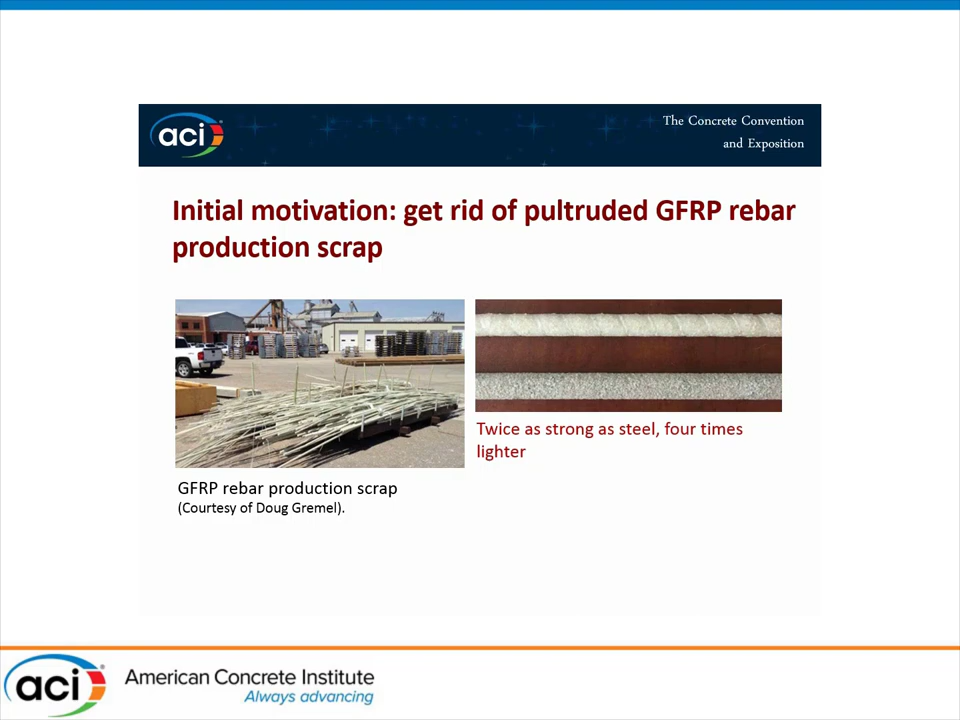 aci
The Concrete Convention
and Exposition
Initial motivation: get rid of pultruded GFRP rebar
production scrap
Twice as strong as steel, four times
lighter
GFRP rebar production scrap
(Courtesy of Doug Gremel).
aci
American Concrete Institute
Always advancing